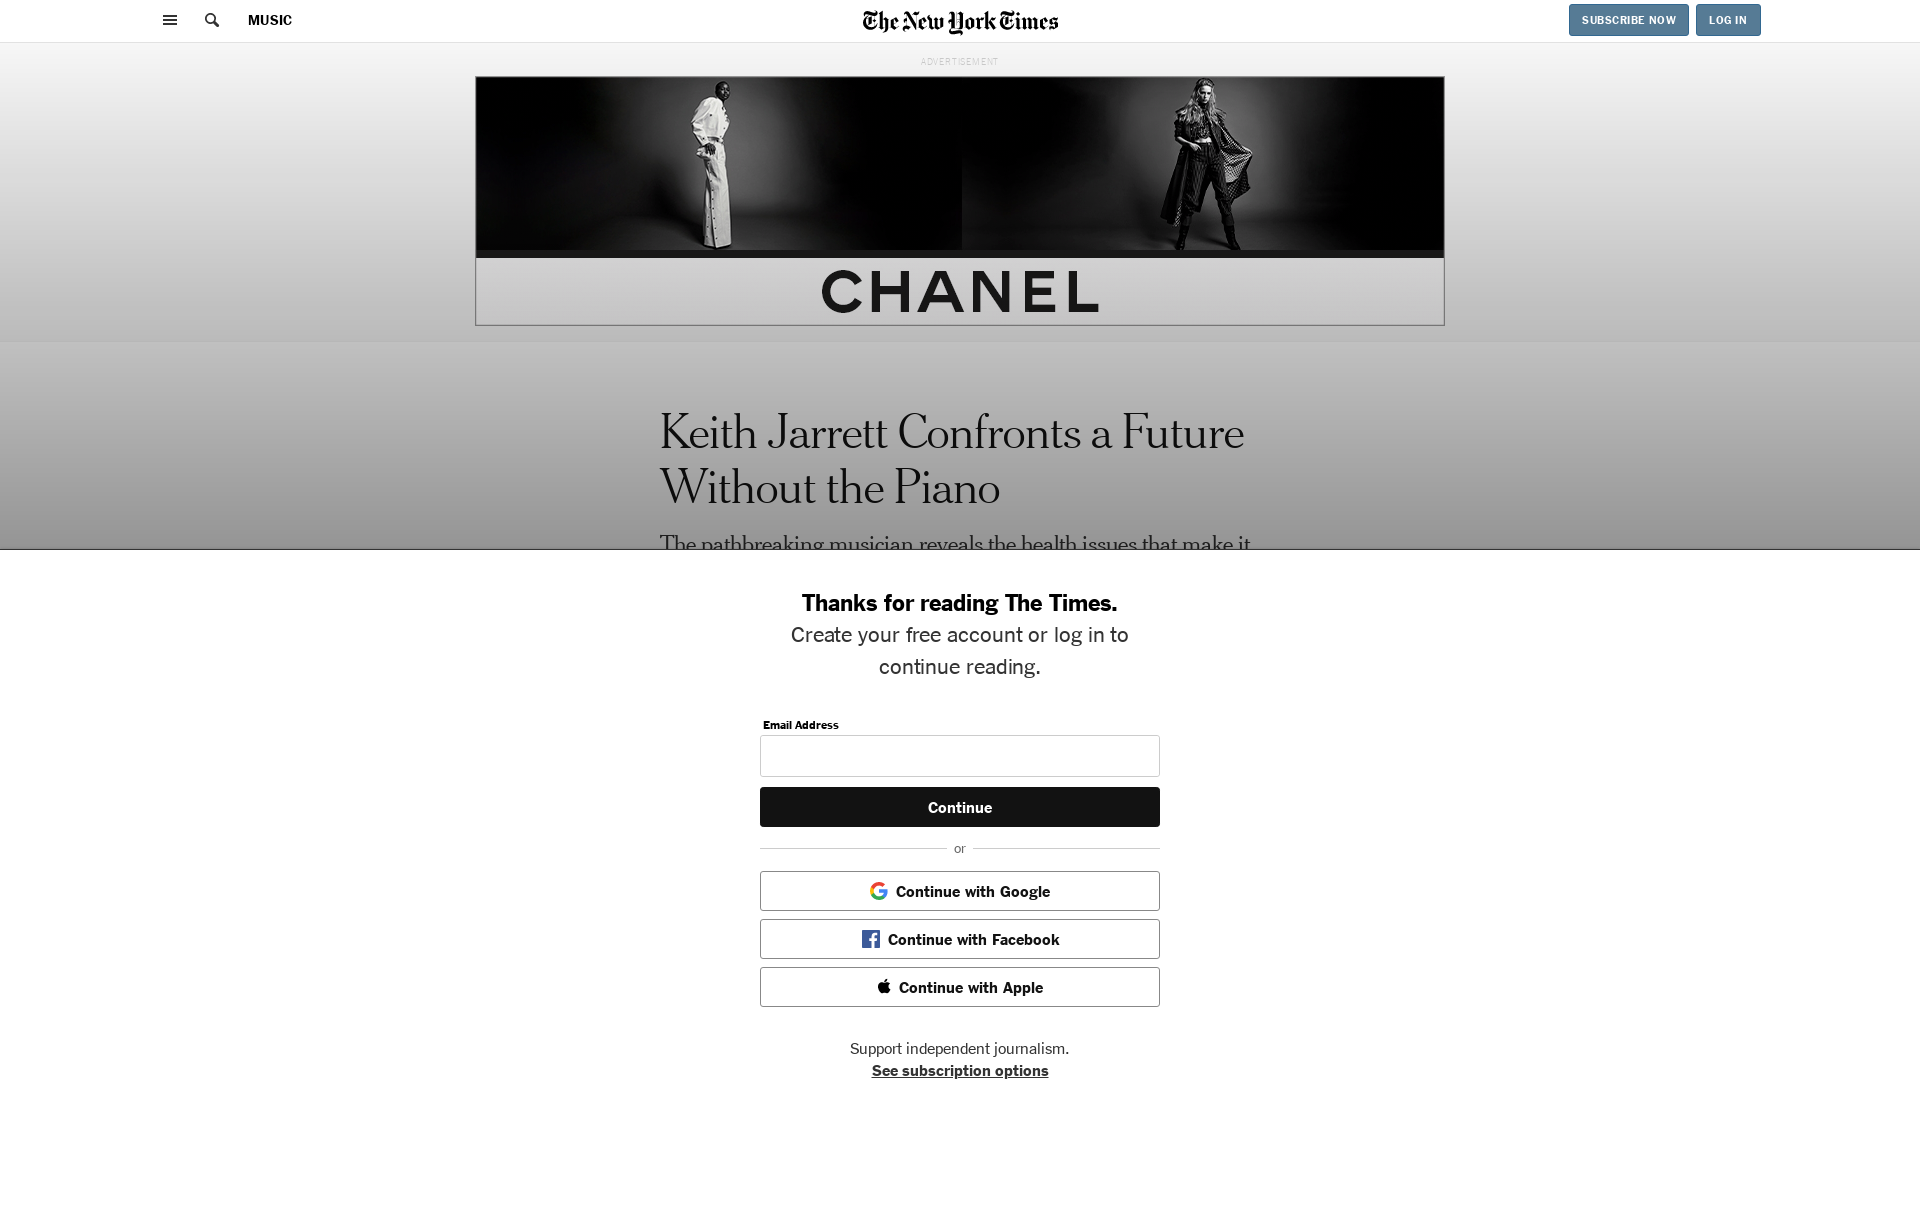 MUSIC
The New York Times
SUBSCRIBE NOW
LOG IN
ADVERTISEMENT
CHANEL
Keith Jarrett Confronts a Future
Without the Piano
The pathbreaking musician reveals the health issues that make it
Thanks for reading The Times.
Create your free account or log in to
continue reading.
Email Address
Continue
or
Continue with Google
Continue with Facebook
Continue with Apple
Support independent journalism.
See subscription options